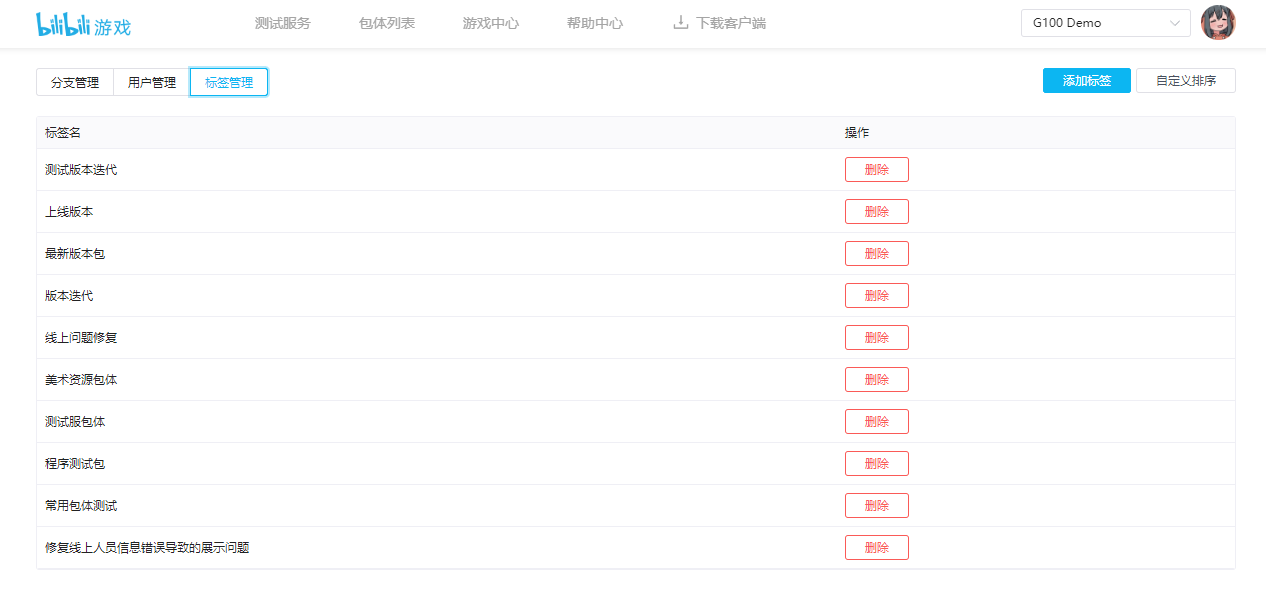 bilibili 游戏 测试服务 包体列表 游戏中心 帮助中心 下载客户端 G100 Demo
分支管理 用户管理 标签管理 添加标签 自定义排序
标签名 操作
测试版本迭代 删除
上线版本 删除
最新版本包 删除
版本迭代 删除
线上问题修复 删除
美术资源包体 删除
测试服包体 删除
程序测试包 删除
常用包体测试 删除
修复线上人员信息错误导致的展示问题 删除